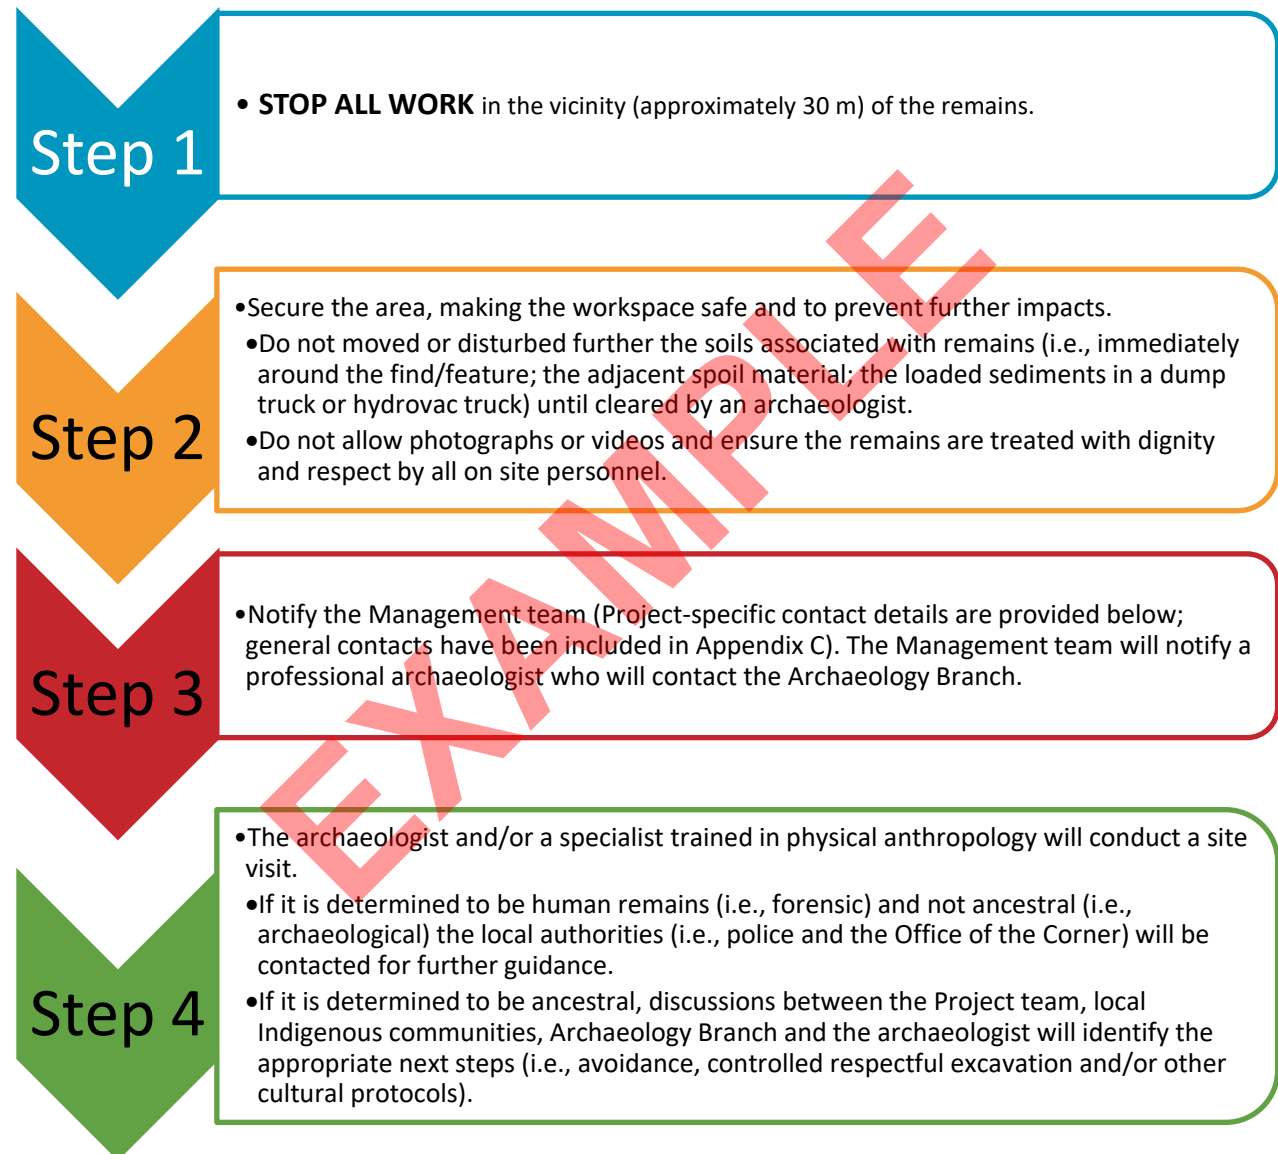 Step 1
• STOP ALL WORK in the vicinity (approximately 30 m) of the remains.
Step 2
•Secure the area, making the workspace safe and to prevent further impacts.
•Do not moved or disturbed further the soils associated with remains (i.e., immediately
around the find/feature; the adjacent spoil material; the loaded sediments in a dump
truck or hydrovac truck) until cleared by an archaeologist.
•Do not allow photographs or videos and ensure the remains are treated with dignity
and respect by all on site personnel.
Step 3
•Notify the Management team (Project-specific contact details are provided below;
general contacts have been included in Appendix C). The Management team will notify a
professional archaeologist who will contact the Archaeology Branch.
Step 4
•The archaeologist and/or a specialist trained in physical anthropology will conduct a site
visit.
•If it is determined to be human remains (i.e., forensic) and not ancestral (i.e.,
archaeological) the local authorities (i.e., police and the Office of the Corner) will be
contacted for further guidance.
•If it is determined to be ancestral, discussions between the Project team, local
Indigenous communities, Archaeology Branch and the archaeologist will identify the
appropriate next steps (i.e., avoidance, controlled respectful excavation and/or other
cultural protocols).
EXAMPLE